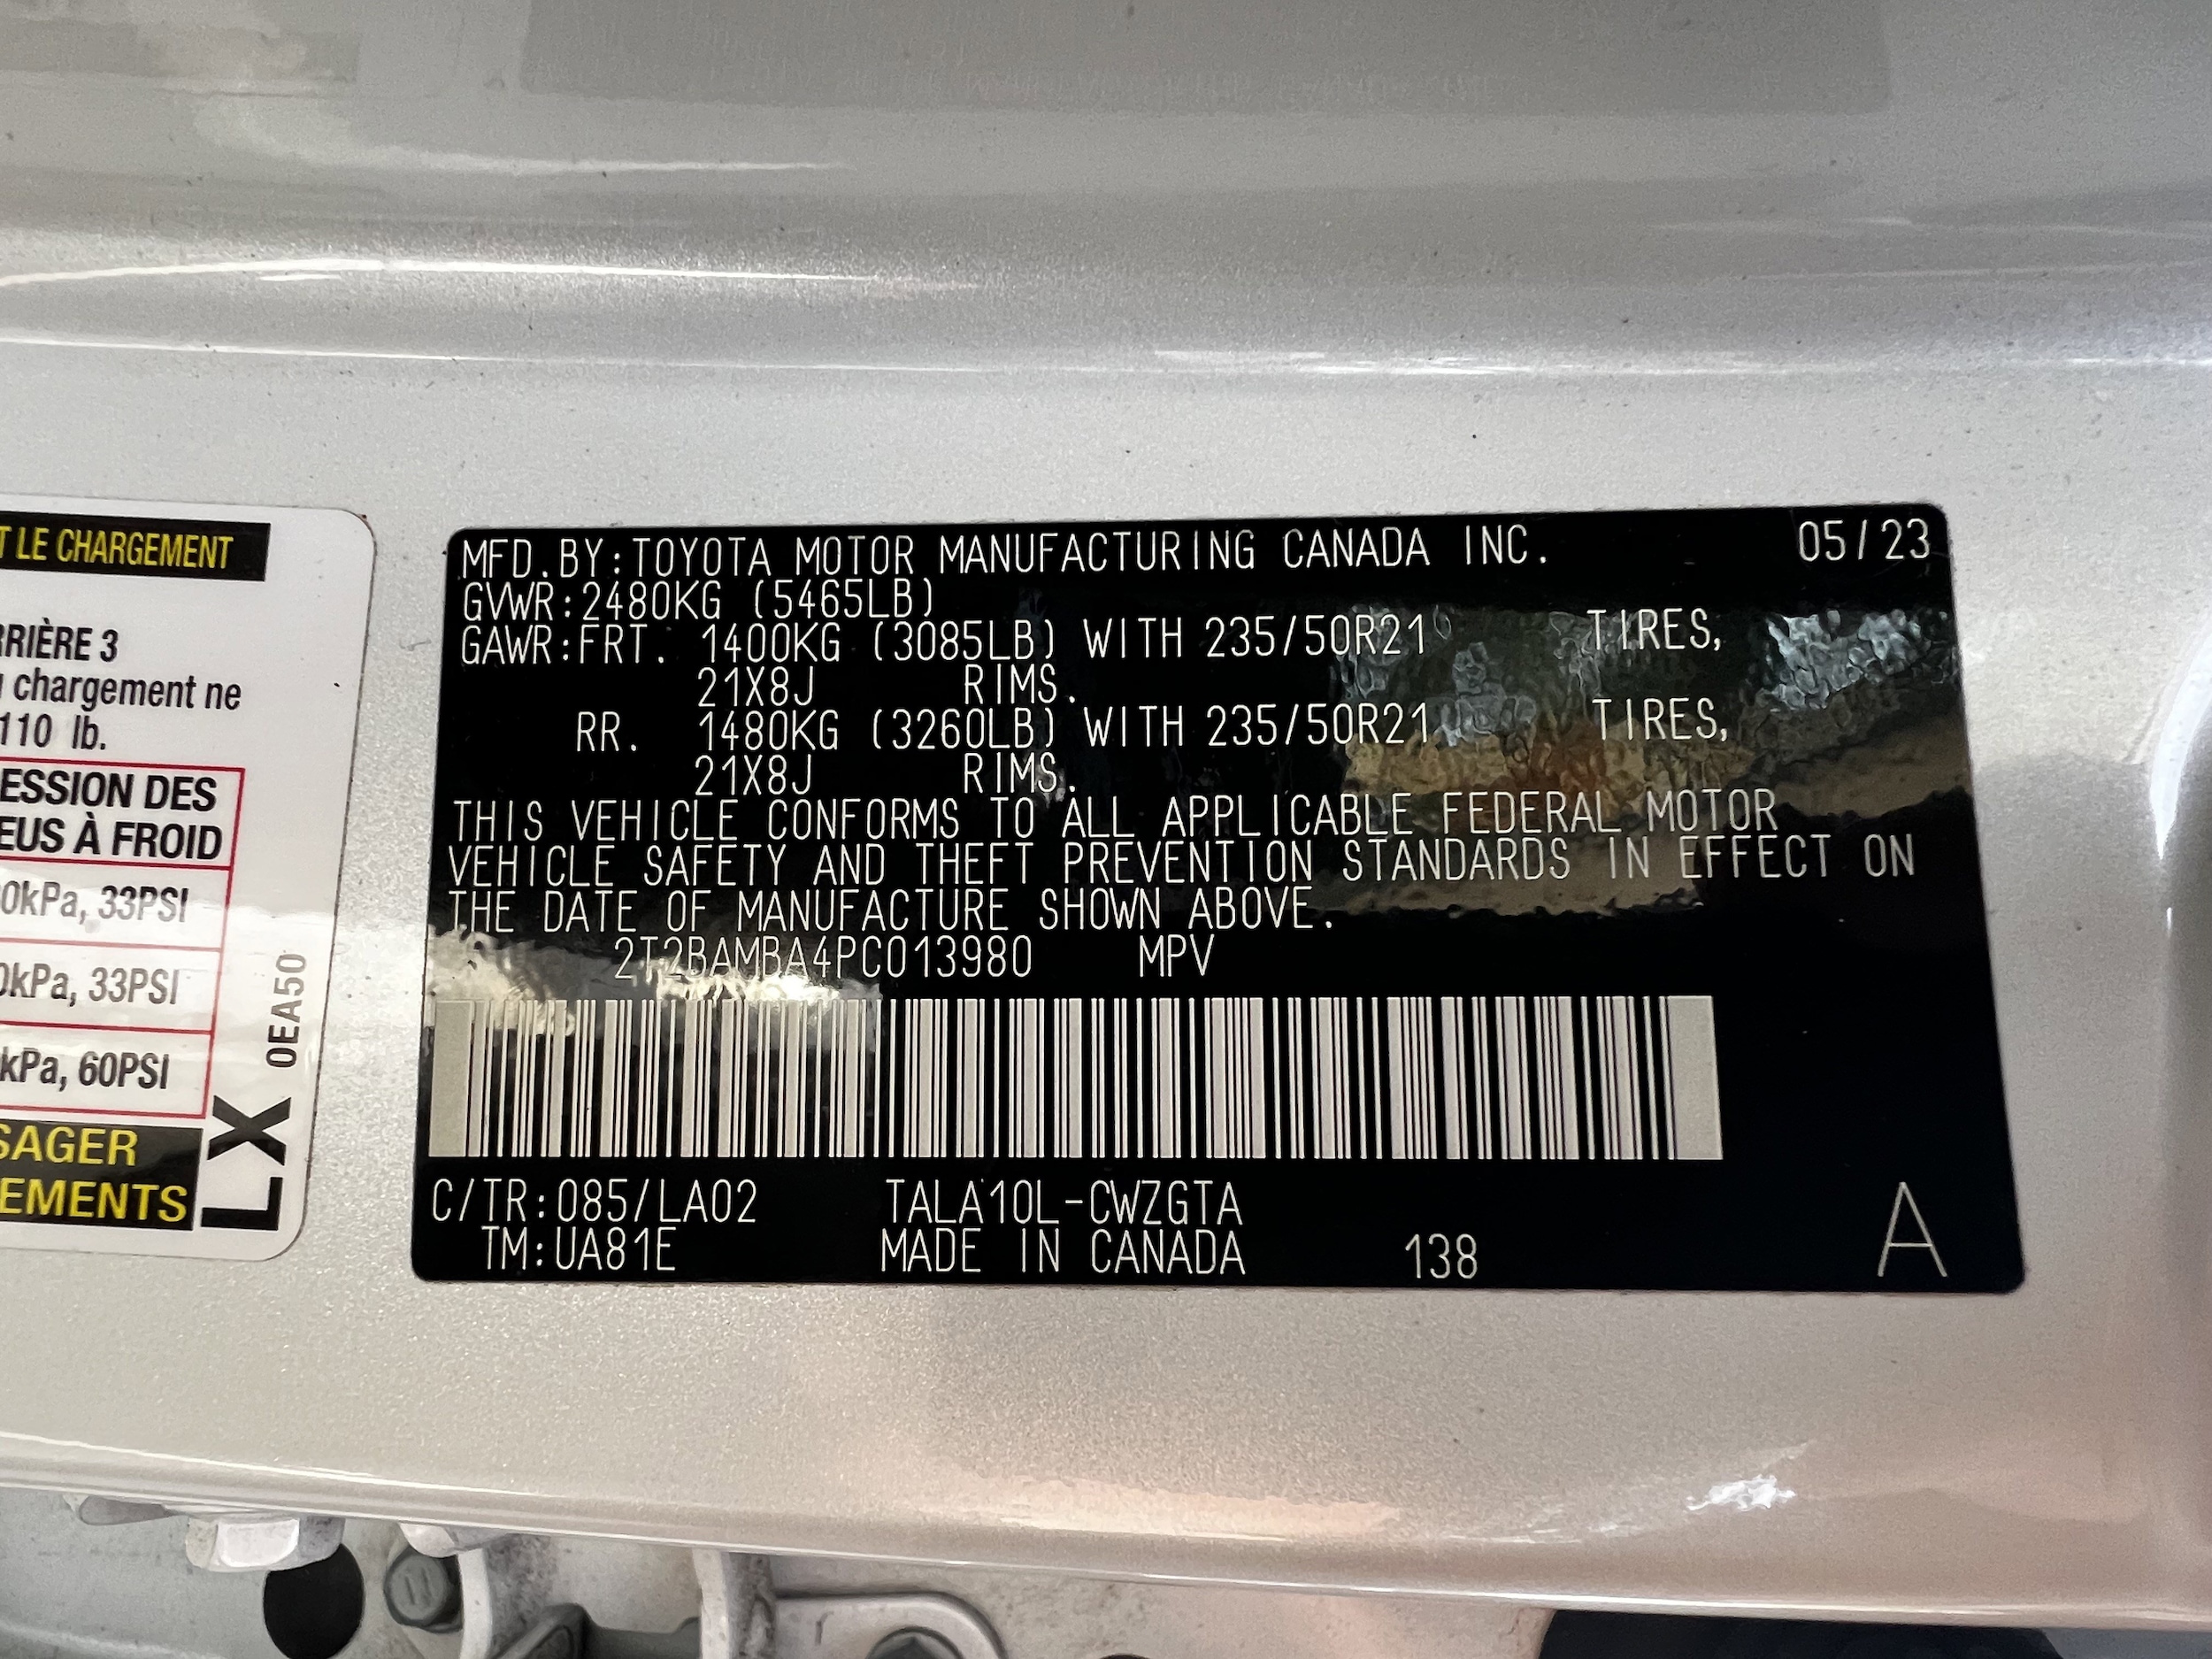 T LE CHARGEMENT
RRIÈRE 3
chargement ne
110 lb.
ESSION DES
EUS À FROID
0kPa, 33PSI
0kPa, 33PSI
kPa, 60PSI
SAGER
EMENTS
LX 0EA50
MFD.BY:TOYOTA MOTOR MANUFACTURING CANADA INC. 05/23
GVWR:2480KG (5465LB)
GAWR:FRT. 1400KG (3085LB) WITH 235/50R21 TIRES,
21X8J RIMS.
RR. 1480KG (3260LB) WITH 235/50R21 TIRES,
21X8J RIMS.
THIS VEHICLE CONFORMS TO ALL APPLICABLE FEDERAL MOTOR
VEHICLE SAFETY AND THEFT PREVENTION STANDARDS IN EFFECT ON
THE DATE OF MANUFACTURE SHOWN ABOVE.
2T2BAMBA4PC013980 MPV
C/TR:085/LA02 TALA10L-CWZGTA
TM:UA81E MADE IN CANADA 138 A